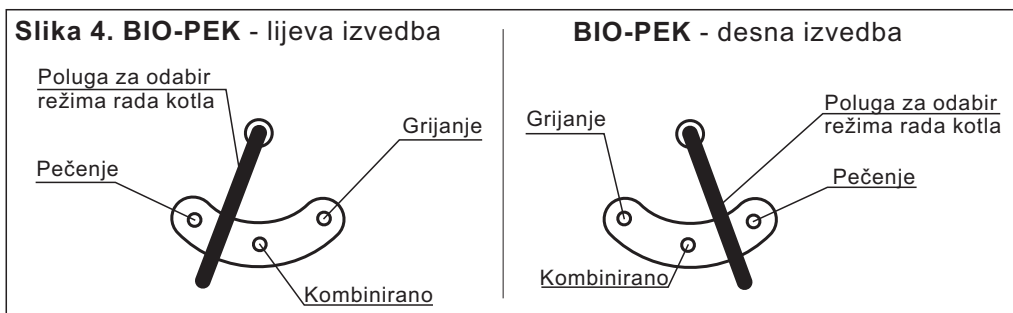 Slika 4. BIO-PEK - lijeva izvedba
Poluga za odabir
režima rada kotla
Grijanje
Pečenje
Kombinirano
BIO-PEK - desna izvedba
Poluga za odabir
režima rada kotla
Grijanje
Pečenje
Kombinirano